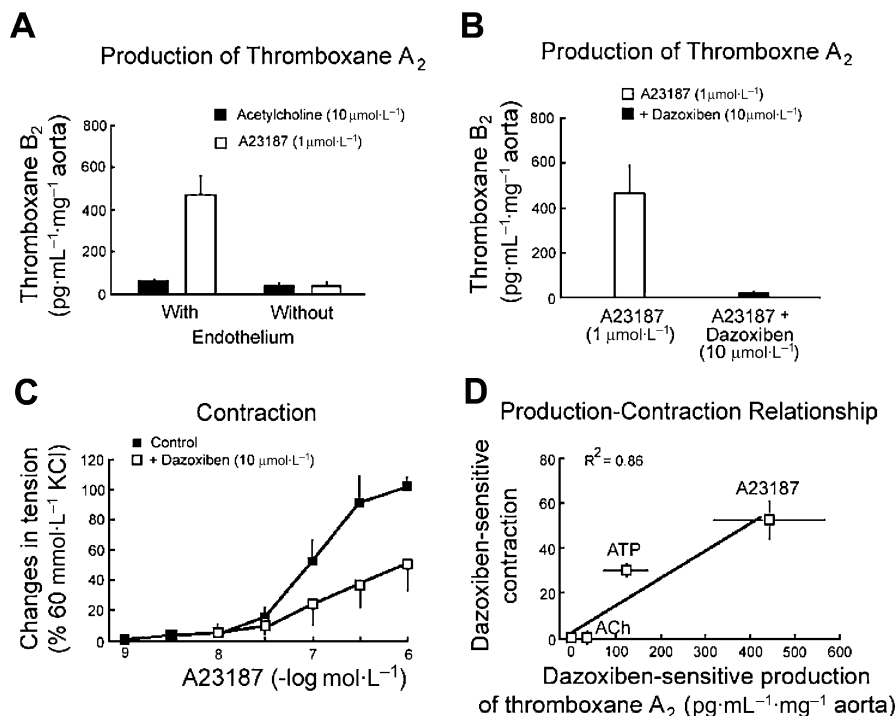 A
Production of Thromboxane A₂
Acetylcholine (10 µmol·L⁻¹)
A23187 (1µmol·L⁻¹)
Thromboxane B₂
(pg·mL⁻¹·mg⁻¹ aorta)
800
600
400
200
0
With
Without
Endothelium
B
Production of Thromboxne A₂
A23187 (1µmol·L⁻¹)
+ Dazoxiben (10µmol·L⁻¹)
Thromboxane B₂
(pg·mL⁻¹·mg⁻¹ aorta)
800
600
400
200
0
A23187
(1 µmol·L⁻¹)
A23187 +
Dazoxiben
(10 µmol·L⁻¹)
C
Contraction
Control
+ Dazoxiben (10 µmol·L⁻¹)
Changes in tension
(% 60 mmol·L⁻¹ KCl)
120
100
80
60
40
20
0
9
8
7
6
A23187 (-log mol·L⁻¹)
D
Production-Contraction Relationship
R² = 0.86
Dazoxiben-sensitive
contraction
80
60
40
20
0
A23187
ATP
ACh
0 100 200 300 400 500 600
Dazoxiben-sensitive production
of thromboxane A₂ (pg·mL⁻¹·mg⁻¹ aorta)